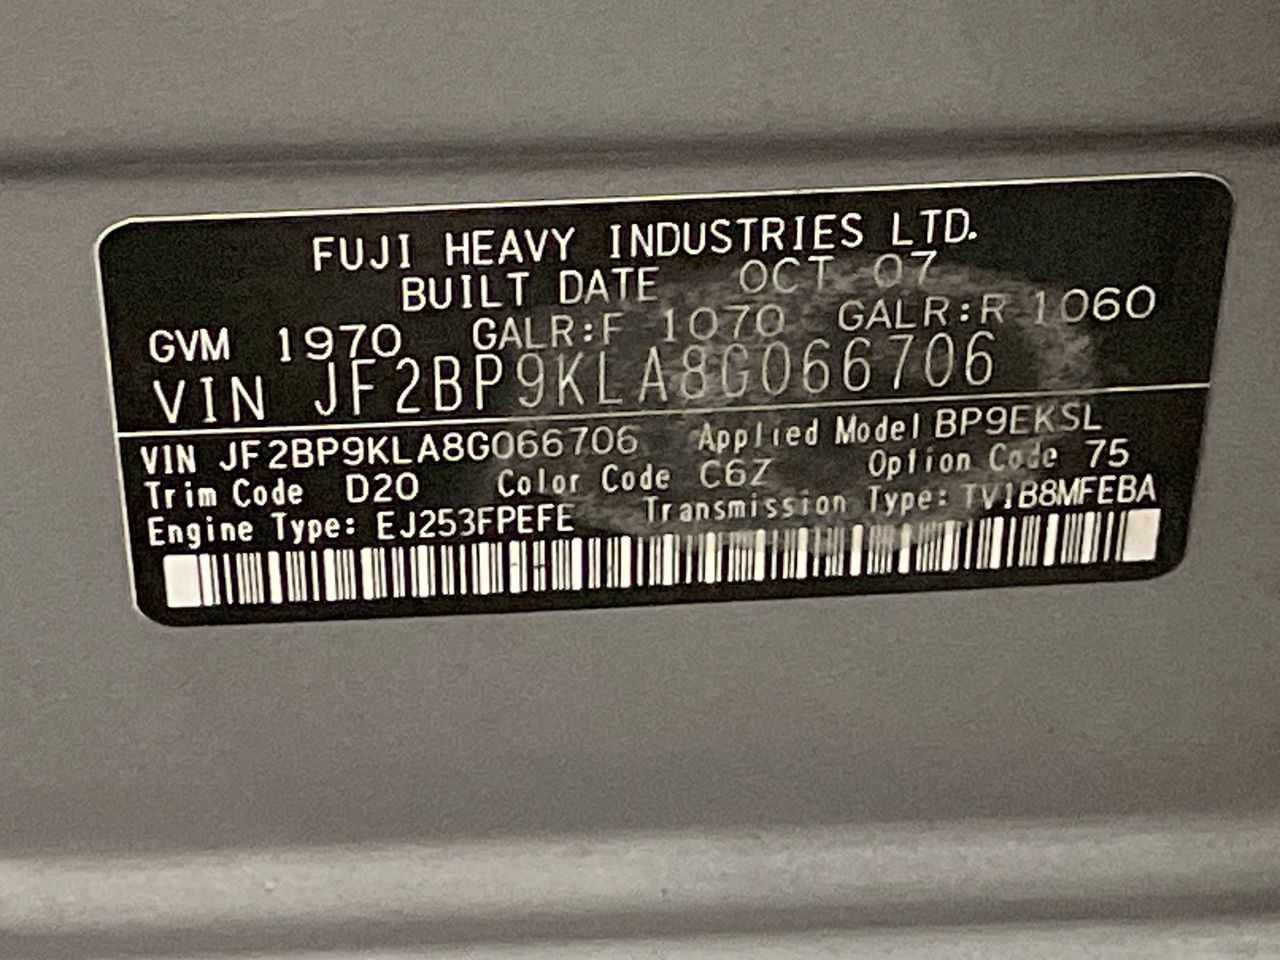 FUJI HEAVY INDUSTRIES LTD.
BUILT DATE OCT 07
GVM 1970 GALR:F 1070 GALR:R 1060
VIN JF2BP9KLA8G066706
VIN JF2BP9KLA8G066706 Applied Model BP9EKSL
Trim Code D20 Color Code C6Z Option Code 75
Engine Type: EJ253FPEFE Transmission Type: TV1B8MFEBA